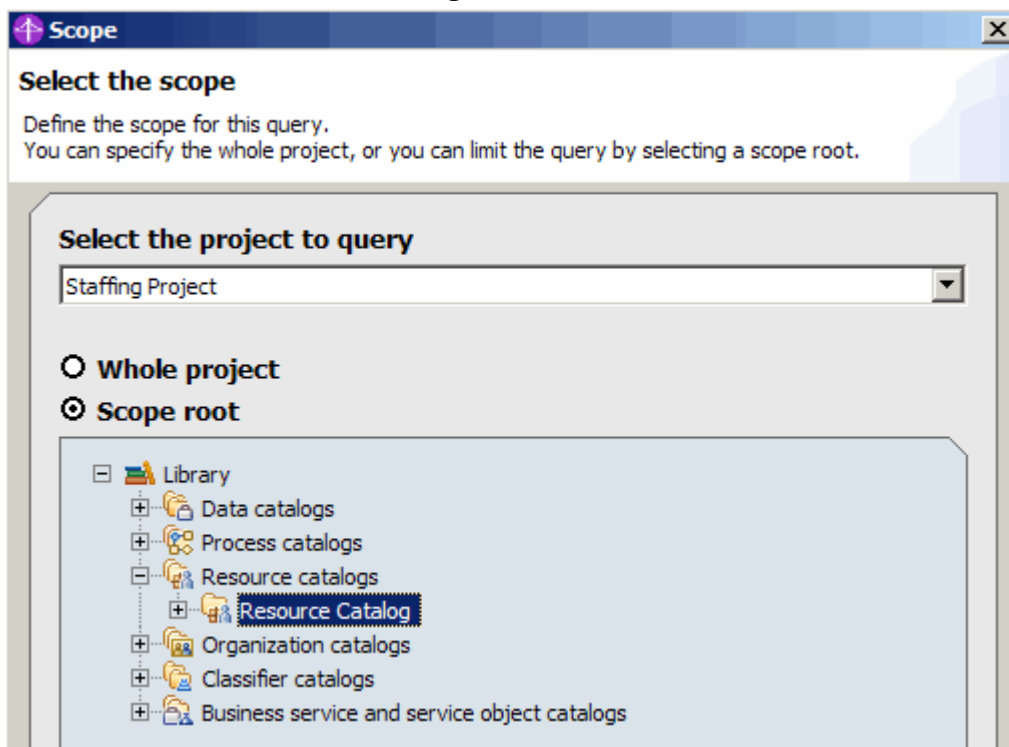 Scope
Select the scope
Define the scope for this query.
You can specify the whole project, or you can limit the query by selecting a scope root.
Select the project to query
Staffing Project
Whole project
Scope root
Library
Data catalogs
Process catalogs
Resource catalogs
Resource Catalog
Organization catalogs
Classifier catalogs
Business service and service object catalogs